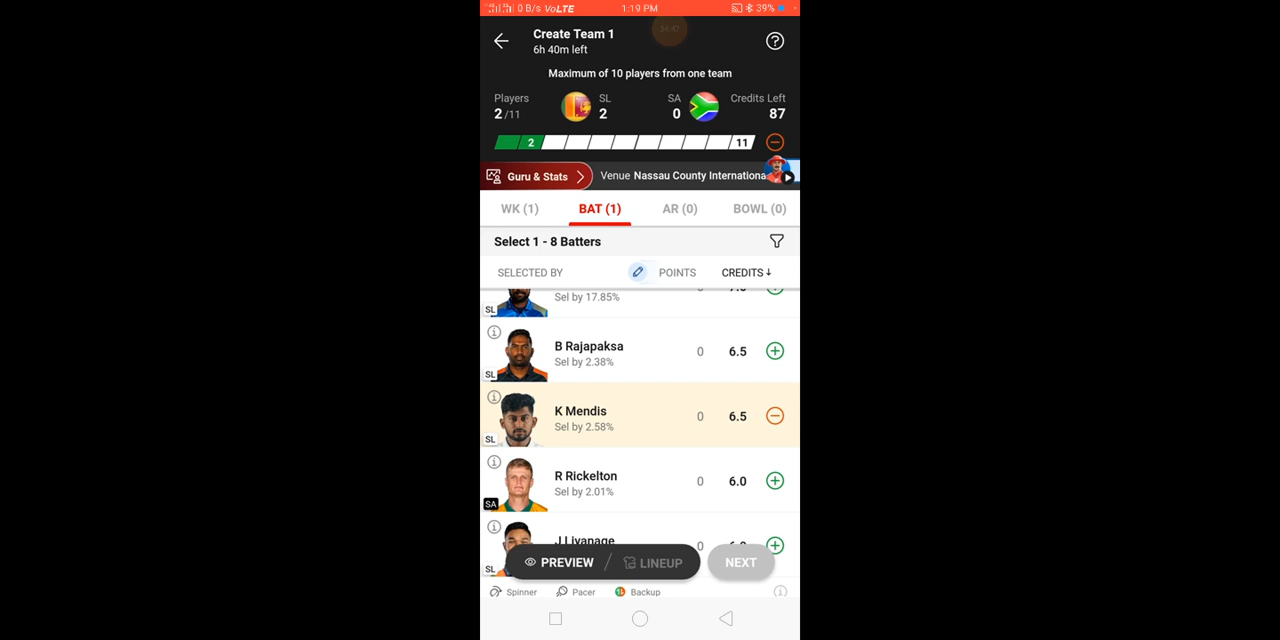 0 B/s VoLTE 1:19 PM 39%
Create Team 1
6h 40m left
34:47
Maximum of 10 players from one team
Players SL SA Credits Left
2/11 2 0 87
2 11
Guru & Stats Venue Nassau County Internationa
WK (1) BAT (1) AR (0) BOWL (0)
Select 1 - 8 Batters
SELECTED BY POINTS CREDITS↓
Sel by 17.85%
SL
B Rajapaksa 0 6.5
Sel by 2.38%
SL
K Mendis 0 6.5
Sel by 2.58%
SL
R Rickelton 0 6.0
Sel by 2.01%
SA
J Liyanage 0
SL
PREVIEW / LINEUP NEXT
Spinner Pacer Backup